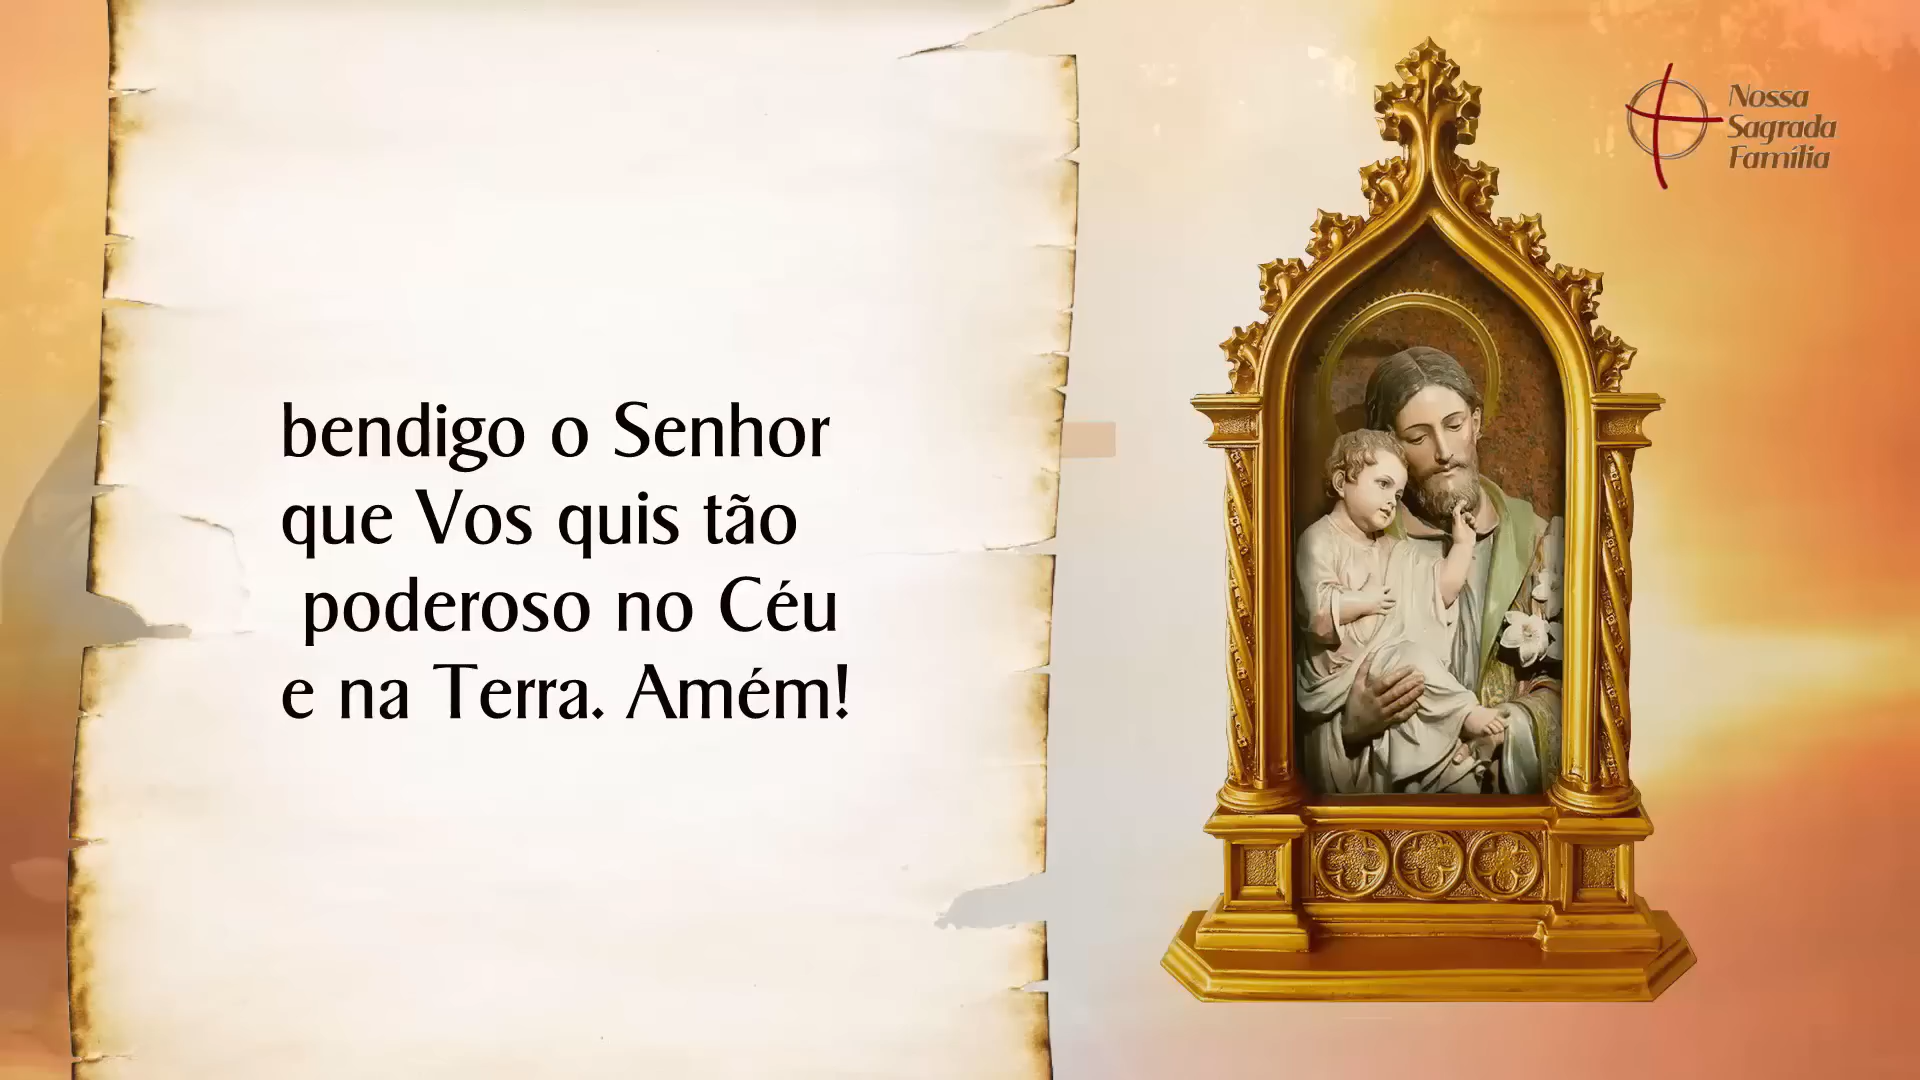 bendigo o Senhor
que Vos quis tão
poderoso no Céu
e na Terra. Amém!
Nossa
Sagrada
Família